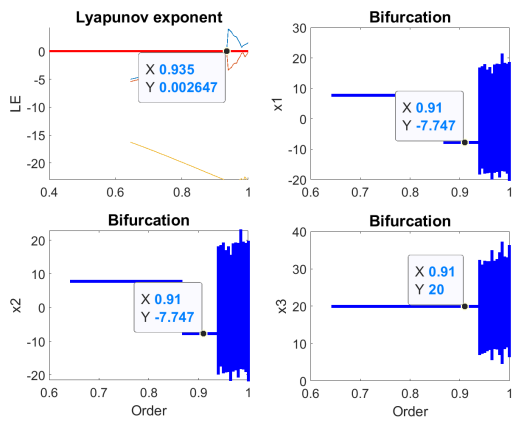 Lyapunov exponent
0
-5
-10
-15
-20
LE
X 0.935
Y 0.002647
0.4
0.6
0.8
1
Bifurcation
30
20
10
0
-10
-20
x1
X 0.91
Y -7.747
0.6
0.7
0.8
0.9
1
Bifurcation
20
10
0
-10
-20
x2
X 0.91
Y -7.747
0.6
0.7
0.8
0.9
1
Order
Bifurcation
40
30
20
10
0
x3
X 0.91
Y 20
0.6
0.7
0.8
0.9
1
Order